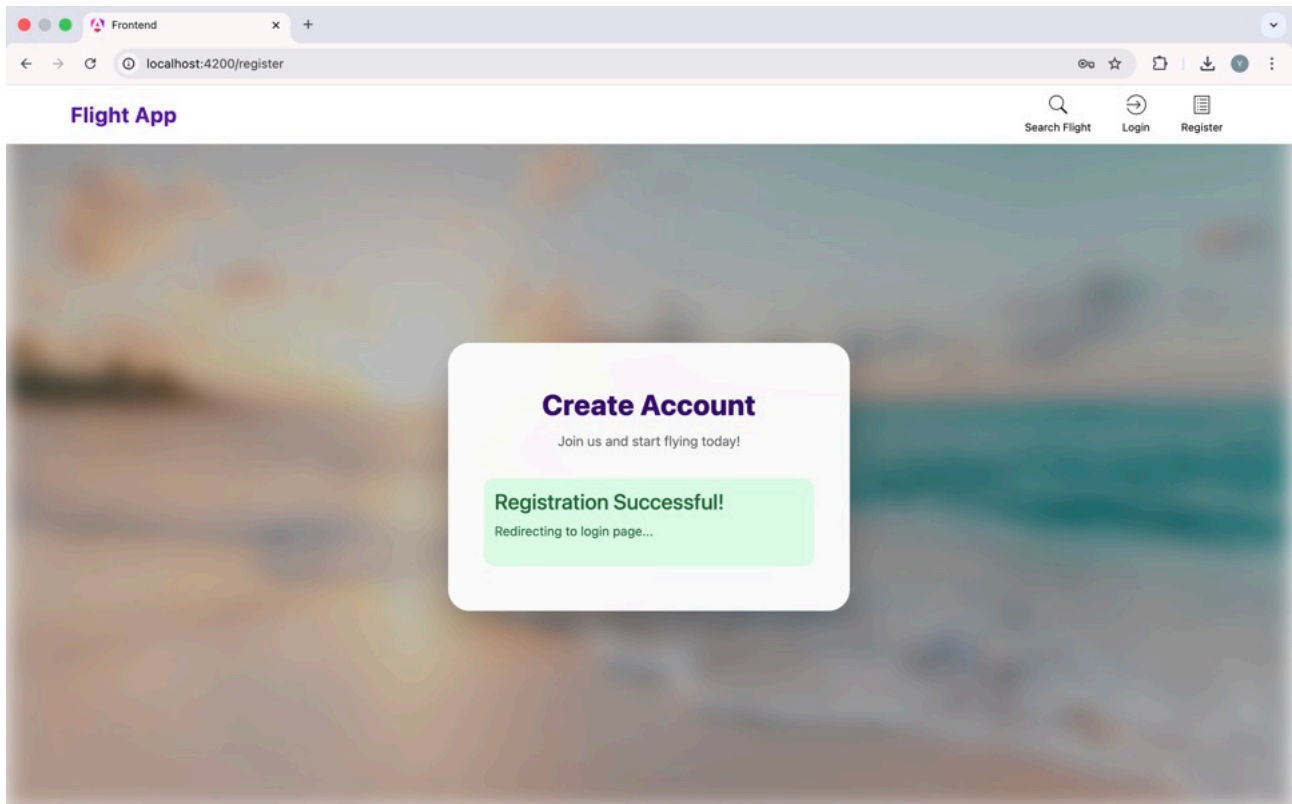 Frontend
localhost:4200/register
Y
Flight App
Search Flight
Login
Register
Create Account
Join us and start flying today!
Registration Successful!
Redirecting to login page...